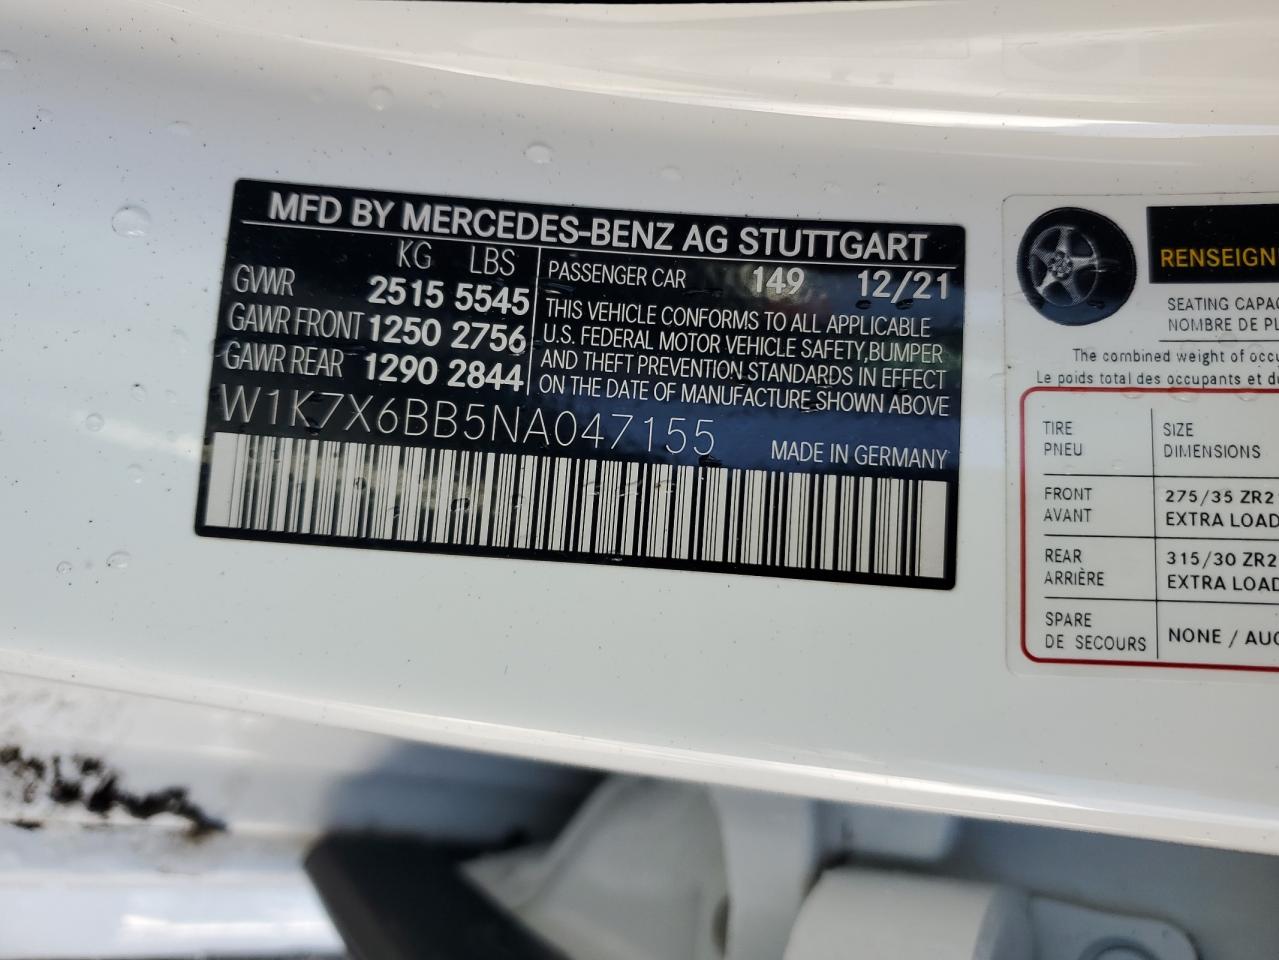 MFD BY MERCEDES-BENZ AG STUTTGART
KG LBS
GVWR 2515 5545
GAWR FRONT 1250 2756
GAWR REAR 1290 2844
PASSENGER CAR 149 12/21
THIS VEHICLE CONFORMS TO ALL APPLICABLE
U.S. FEDERAL MOTOR VEHICLE SAFETY, BUMPER
AND THEFT PREVENTION STANDARDS IN EFFECT
ON THE DATE OF MANUFACTURE SHOWN ABOVE
W1K7X6BB5NA047155
MADE IN GERMANY
RENSEIGN
SEATING CAPAC
NOMBRE DE PL
The combined weight of occu
Le poids total des occupants et d
TIRE SIZE
PNEU DIMENSIONS
FRONT 275/35 ZR2
AVANT EXTRA LOAD
REAR 315/30 ZR2
ARRIÈRE EXTRA LOAD
SPARE
DE SECOURS NONE / AUC